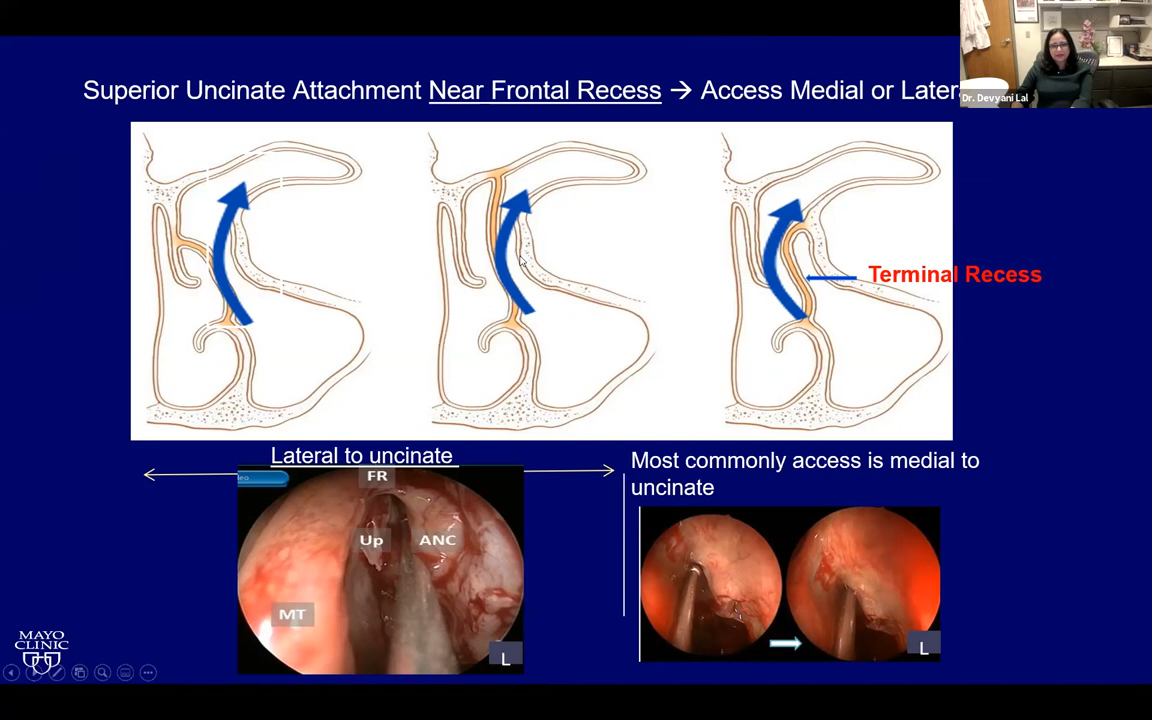 Superior Uncinate Attachment Near Frontal Recess → Access Medial or Latera
Dr. Devyani Lal
Terminal Recess
Lateral to uncinate
Most commonly access is medial to
uncinate
FR
Up
ANC
MT
L
L
MAYO
CLINIC